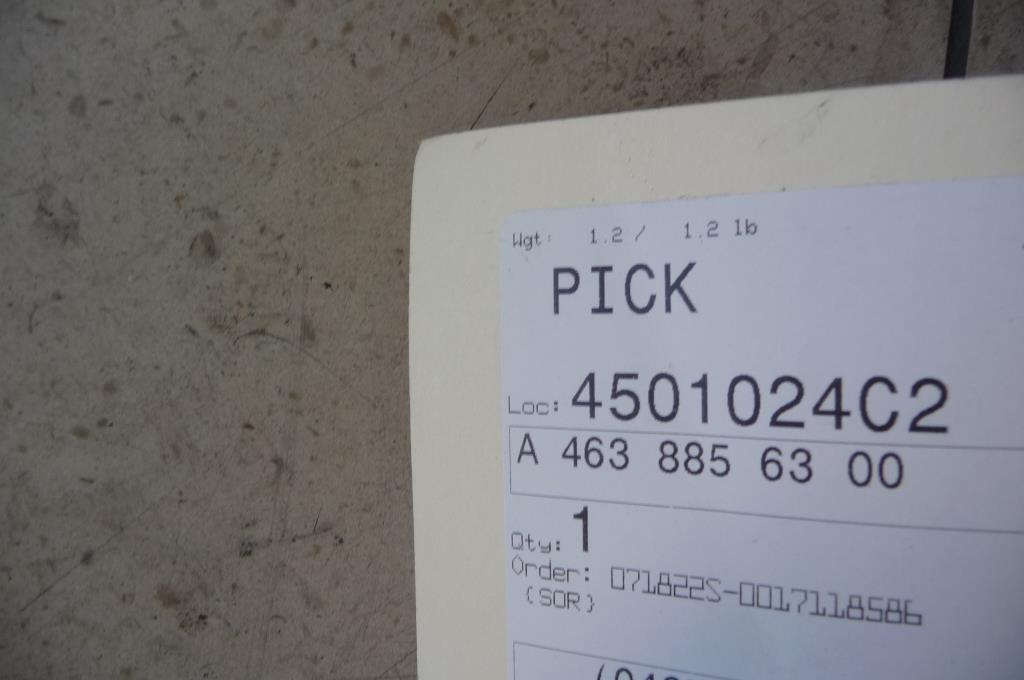 Wgt: 1.2 / 1.2 lb
PICK
Loc: 4501024C2
A 463 885 63 00
Qty: 1
Order: 071822S-0017118586
(SOR)